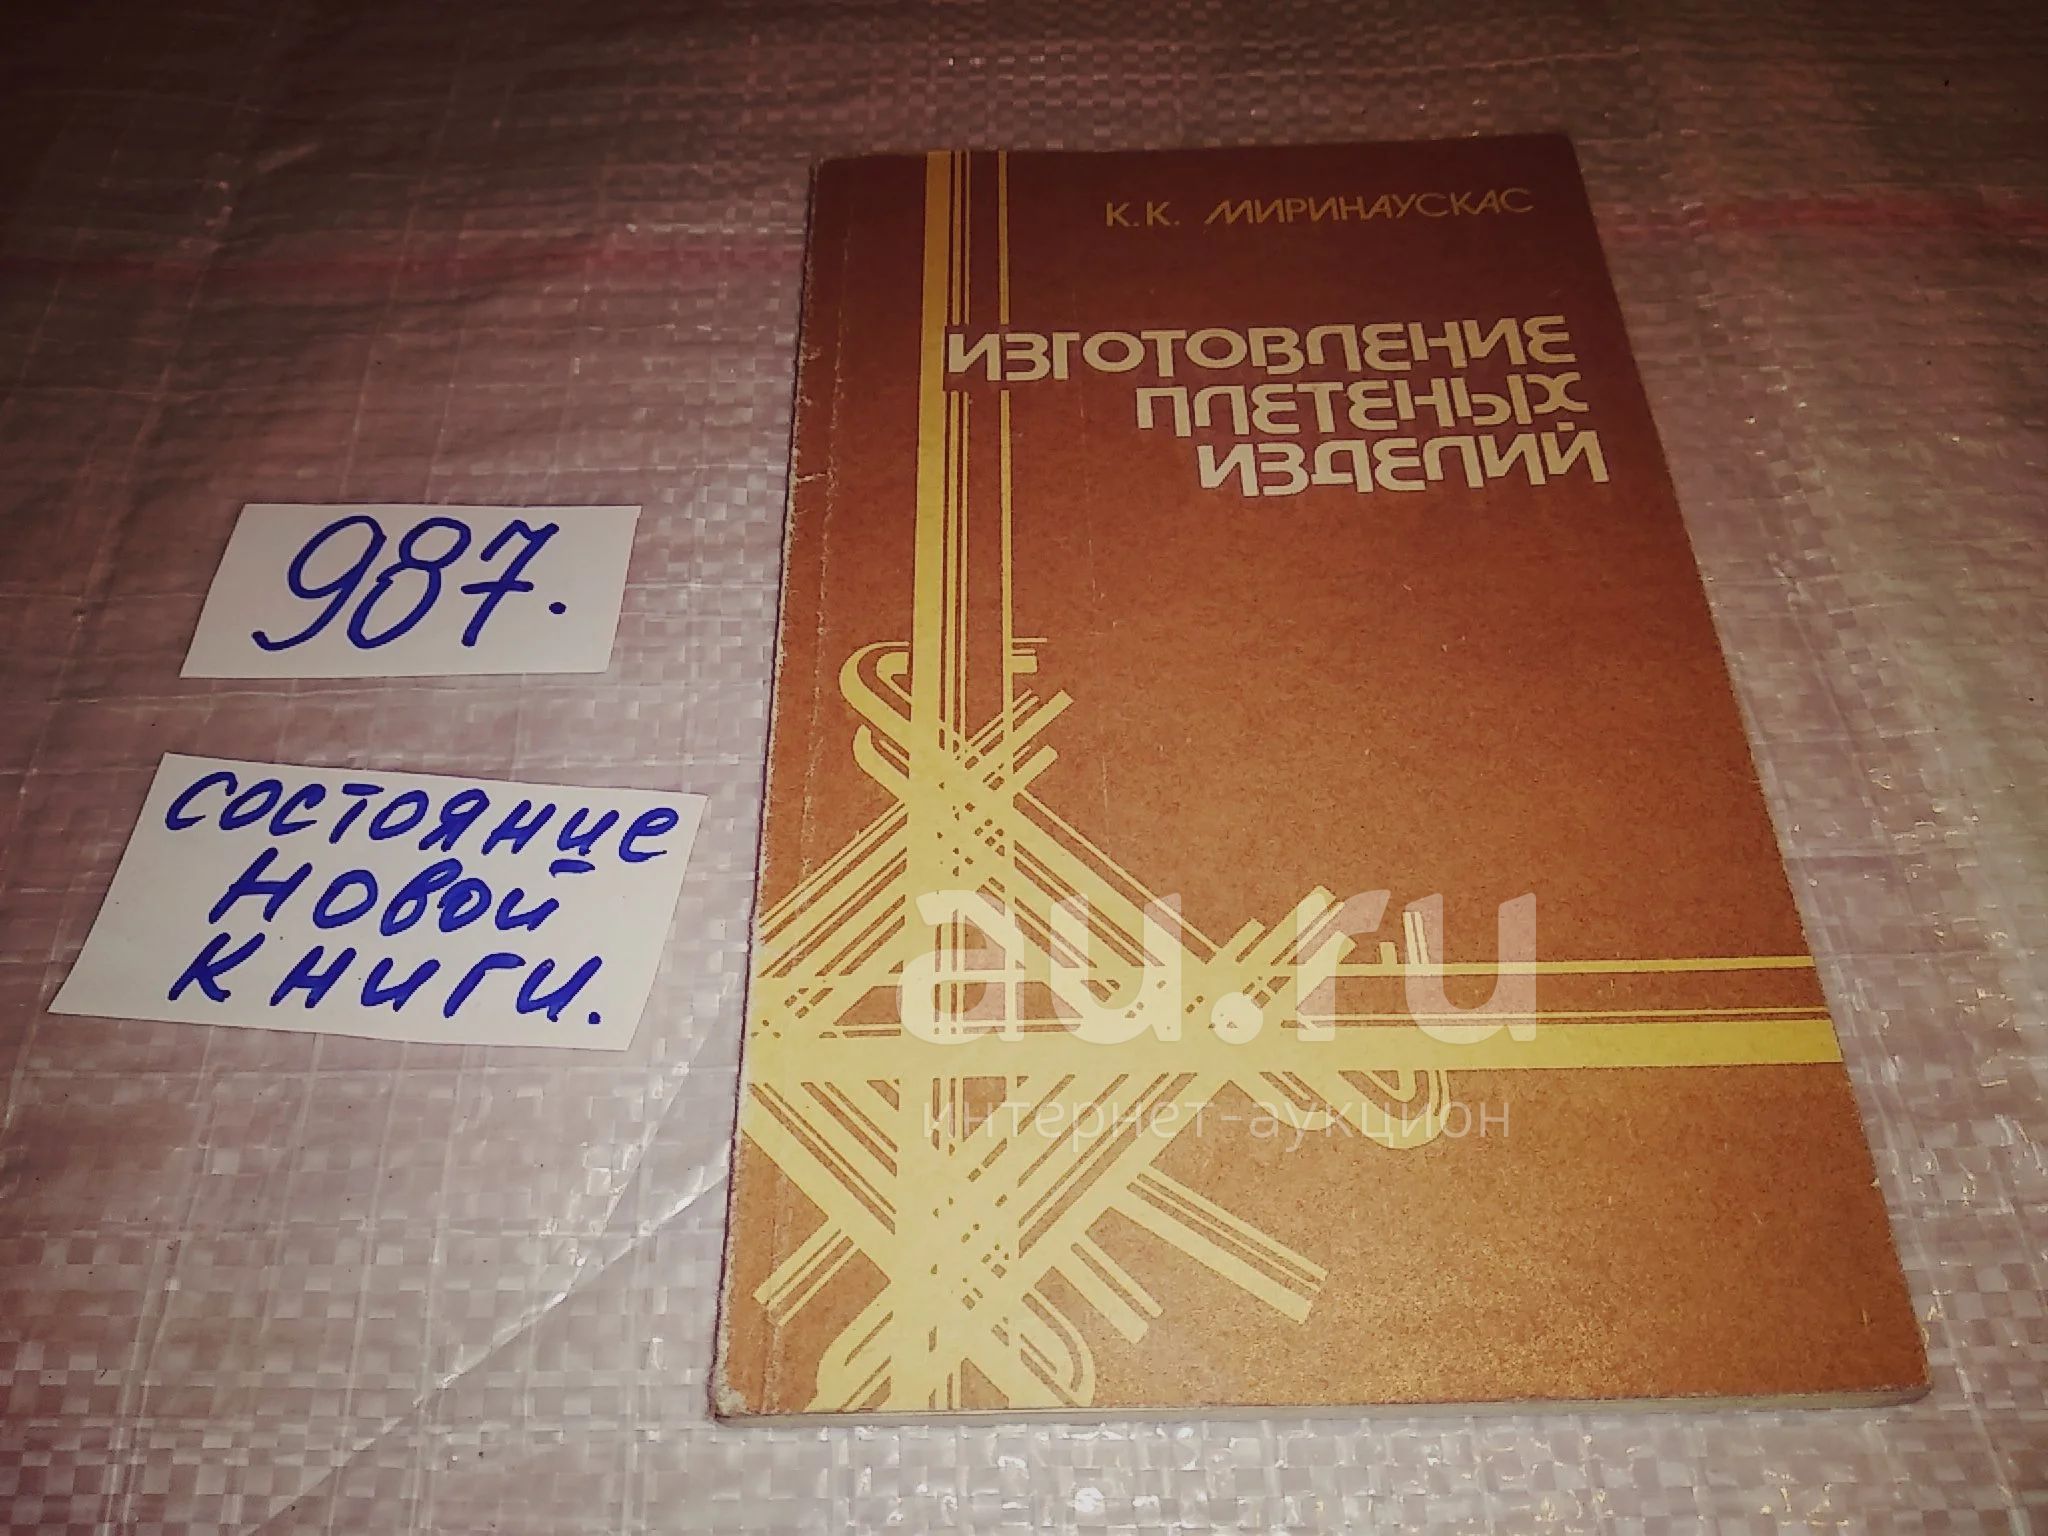 К.К. МИРИНАУСКАС
ИЗГОТОВЛЕНИЕ
ПЛЕТЕНЫХ
ИЗДЕЛИЙ
987.
состояние
новой
книги.
au.ru
интернет-аукцион